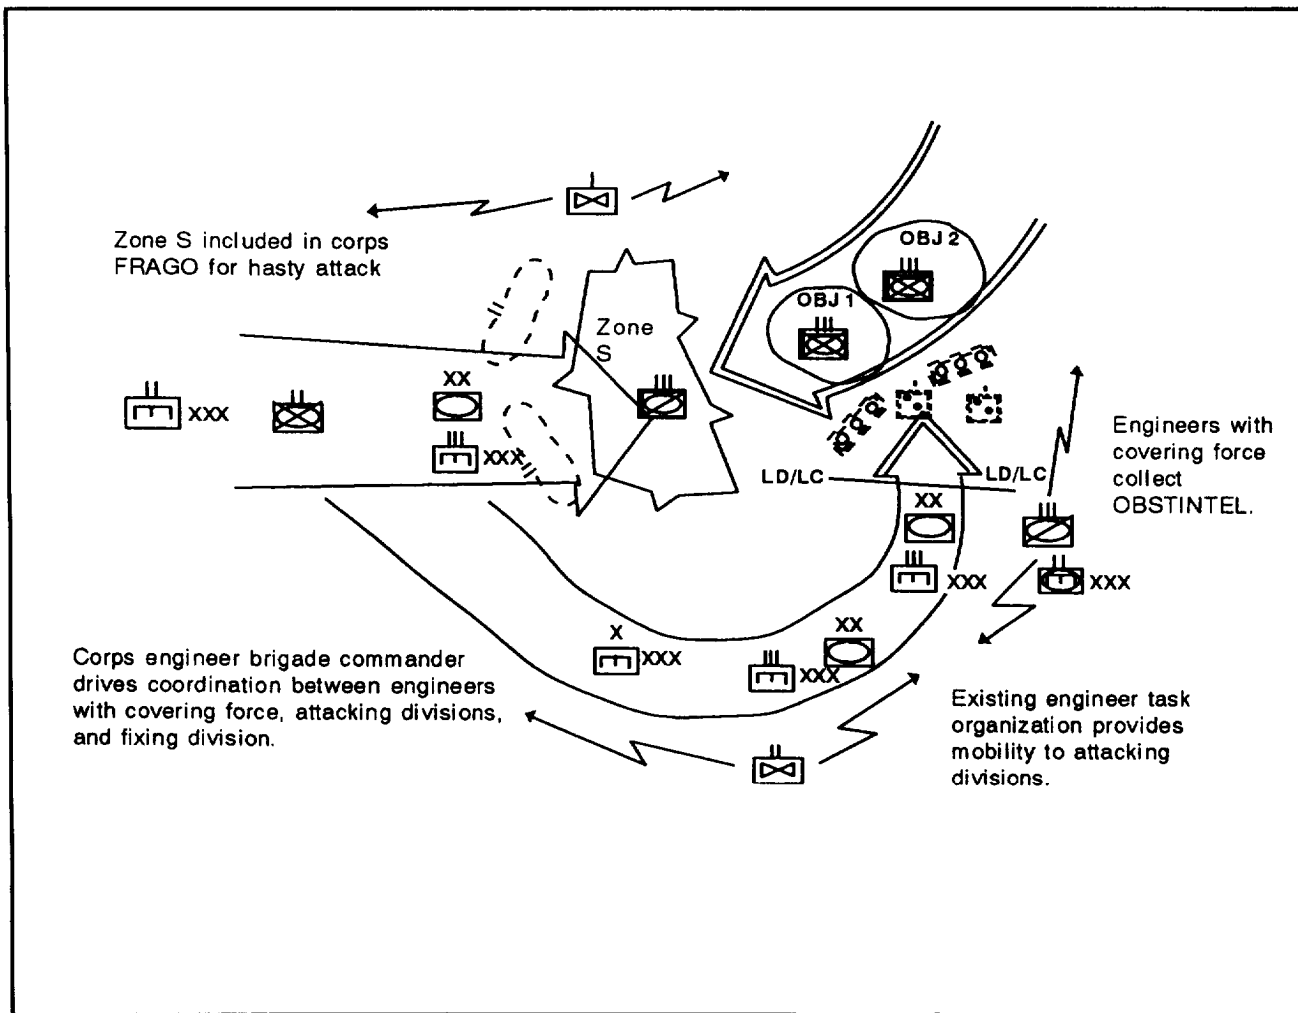 Zone S included in corps
FRAGO for hasty attack
OBJ 2
OBJ 1
Zone
S
XX
XXX
XXX
LD/LC
LD/LC
Engineers with
covering force
collect
OBSTINTEL.
XX
XXX
XXX
X
XXX
XX
XXX
Corps engineer brigade commander
drives coordination between engineers
with covering force, attacking divisions,
and fixing division.
Existing engineer task
organization provides
mobility to attacking
divisions.